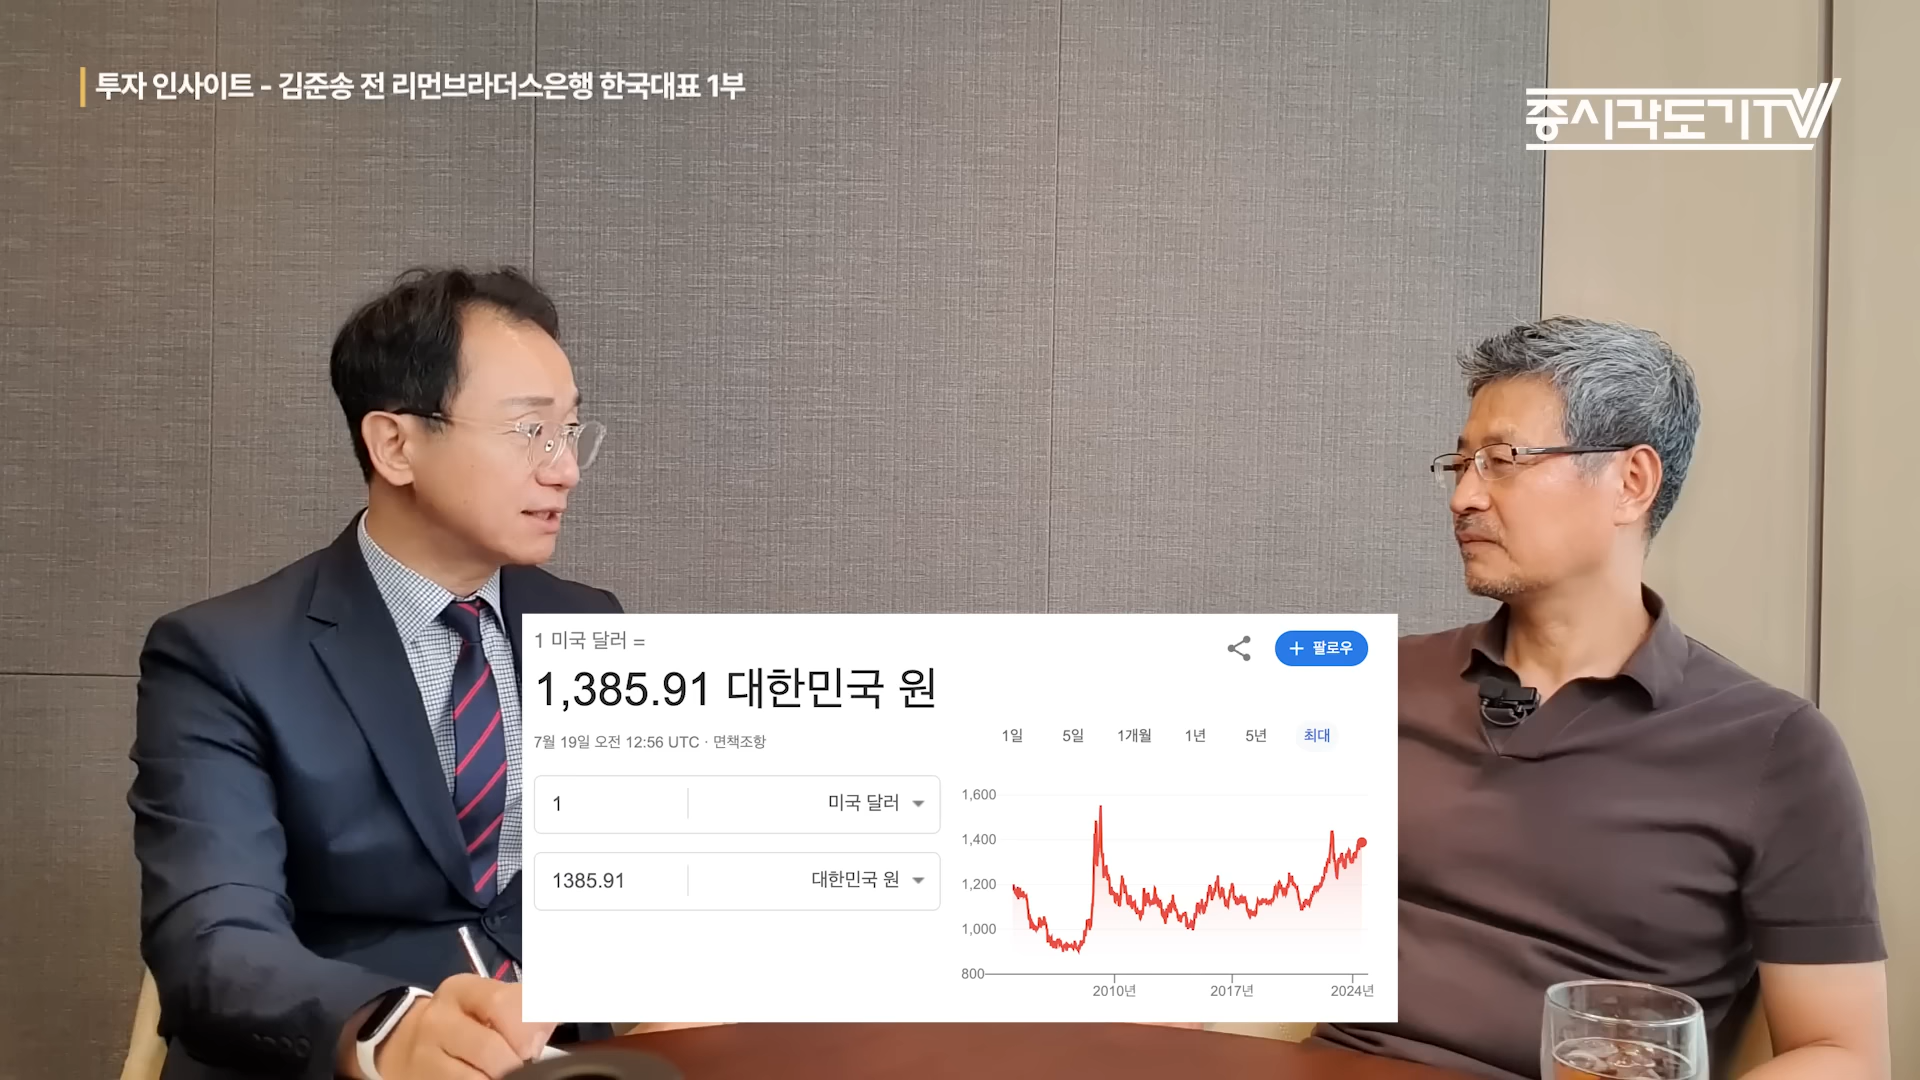 투자 인사이트 - 김준송 전 리먼브라더스은행 한국대표 1부
증시각도기TV
1 미국 달러 =
팔로우
1,385.91 대한민국 원
7월 19일 오전 12:56 UTC · 면책조항
1일 5일 1개월 1년 5년 최대
1 미국 달러
1385.91 대한민국 원
1,600
1,400
1,200
1,000
800
2010년 2017년 2024년